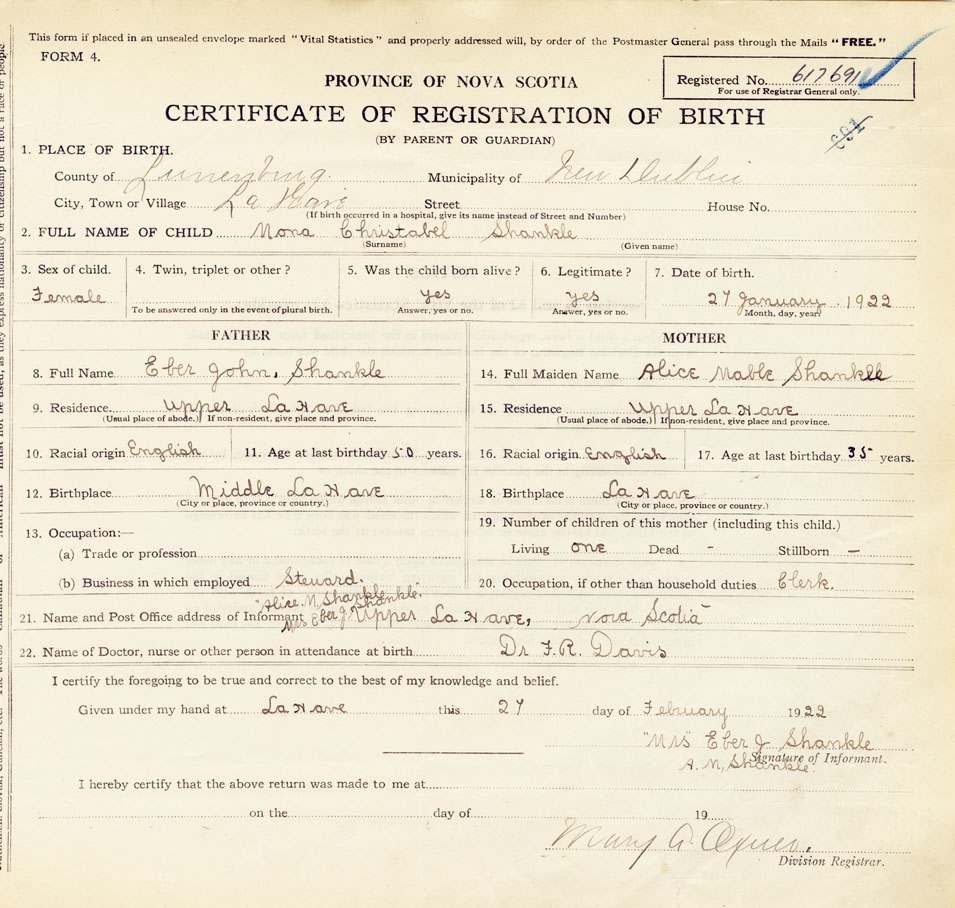 This form if placed in an unsealed envelope marked "Vital Statistics" and properly addressed will, by order of the Postmaster General pass through the Mails "FREE."
FORM 4.
Registered No. 617691
For use of Registrar General only.
PROVINCE OF NOVA SCOTIA
CERTIFICATE OF REGISTRATION OF BIRTH
(BY PARENT OR GUARDIAN)
1. PLACE OF BIRTH.
County of Lunenburg. Municipality of New Dublin
City, Town or Village La Have Street House No.
(If birth occurred in a hospital, give its name instead of Street and Number)
2. FULL NAME OF CHILD Mona Christabel Shankle
(Surname) (Given name)
3. Sex of child. 4. Twin, triplet or other? 5. Was the child born alive? 6. Legitimate? 7. Date of birth.
Female yes yes 27 January 1922
To be answered only in the event of plural birth. Answer, yes or no. Answer, yes or no. Month, day, year.
FATHER MOTHER
8. Full Name Eber John, Shankle 14. Full Maiden Name Alice Mable Shankle
9. Residence Upper La Have 15. Residence Upper La Have
(Usual place of abode.) If non-resident, give place and province. (Usual place of abode.) If non-resident, give place and province.
10. Racial origin English 11. Age at last birthday 50 years. 16. Racial origin English 17. Age at last birthday 35 years.
12. Birthplace Middle La Have 18. Birthplace La Have
(City or place, province or country.) (City or place, province or country.)
13. Occupation:— 19. Number of children of this mother (including this child.)
(a) Trade or profession Living one Dead - Stillborn —
(b) Business in which employed Steward. 20. Occupation, if other than household duties Clerk.
"Alice M, Shankle."
21. Name and Post Office address of Informant Mrs Eber J. Shankle Upper La Have, Nova Scotia
22. Name of Doctor, nurse or other person in attendance at birth Dr F.R. Davis
I certify the foregoing to be true and correct to the best of my knowledge and belief.
Given under my hand at La Have this 27 day of February 1922
"Mrs" Eber J Shankle
Signature of Informant.
A. M, Shankle.
I hereby certify that the above return was made to me at
on the day of 19
Mary A.
Division Registrar.